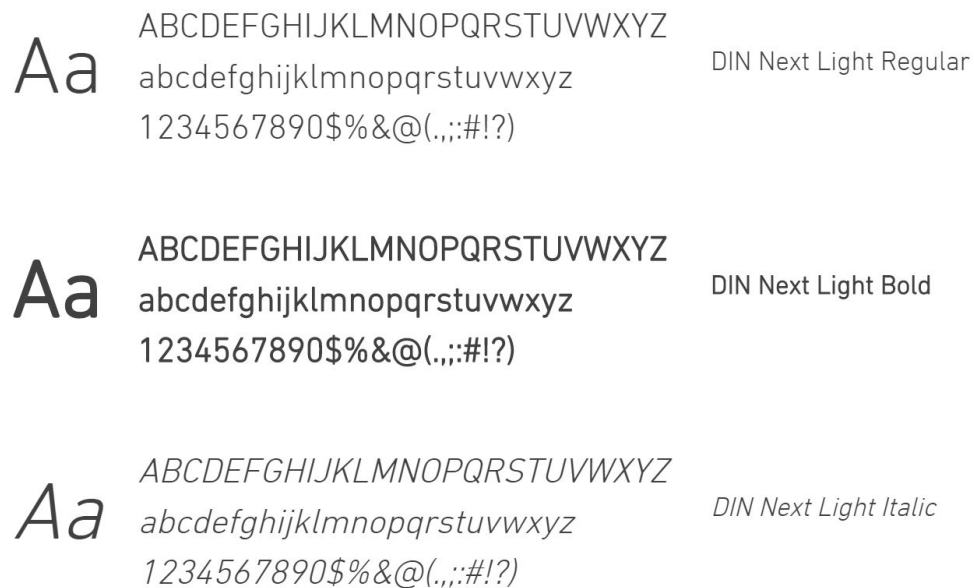 Aa
ABCDEFGHIJKLMNOPQRSTUVWXYZ
abcdefghijklmnopqrstuvwxyz
1234567890$%&@(.,;:#!?)
DIN Next Light Regular
Aa
ABCDEFGHIJKLMNOPQRSTUVWXYZ
abcdefghijklmnopqrstuvwxyz
1234567890$%&@(.,;:#!?)
DIN Next Light Bold
Aa
ABCDEFGHIJKLMNOPQRSTUVWXYZ
abcdefghijklmnopqrstuvwxyz
1234567890$%&@(.,;:#!?)
DIN Next Light Italic